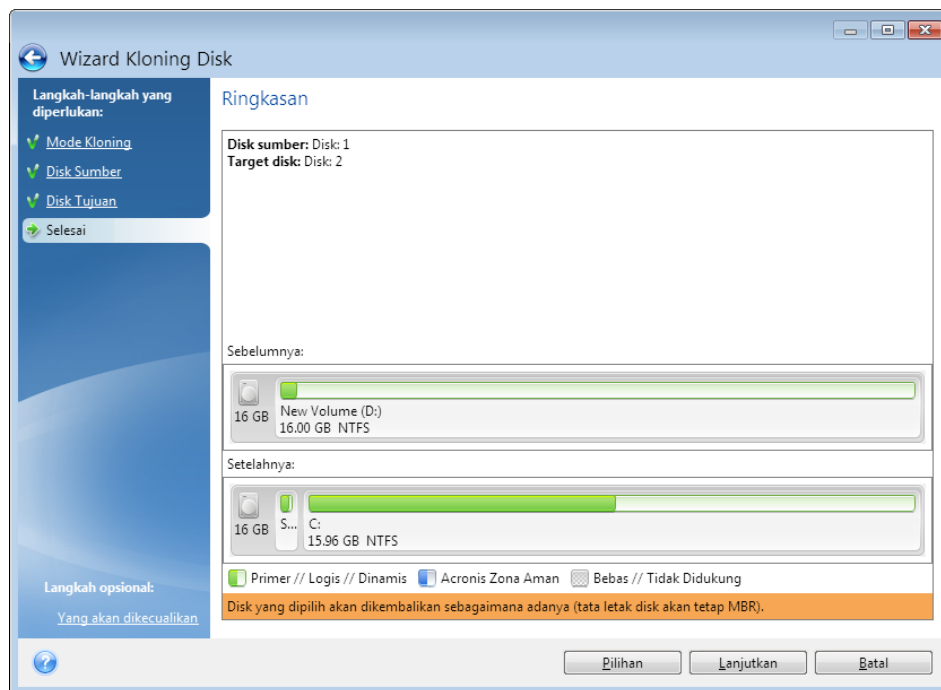 Wizard Kloning Disk
Langkah-langkah yang
diperlukan:
Mode Kloning
Disk Sumber
Disk Tujuan
Selesai
Langkah opsional:
Yang akan dikecualikan
Ringkasan
Disk sumber: Disk: 1
Target disk: Disk: 2
Sebelumnya:
16 GB
New Volume (D:)
16.00 GB NTFS
Setelahnya:
16 GB
S...
C:
15.96 GB NTFS
Primer // Logis // Dinamis Acronis Zona Aman Bebas // Tidak Didukung
Disk yang dipilih akan dikembalikan sebagaimana adanya (tata letak disk akan tetap MBR).
Pilihan Lanjutkan Batal